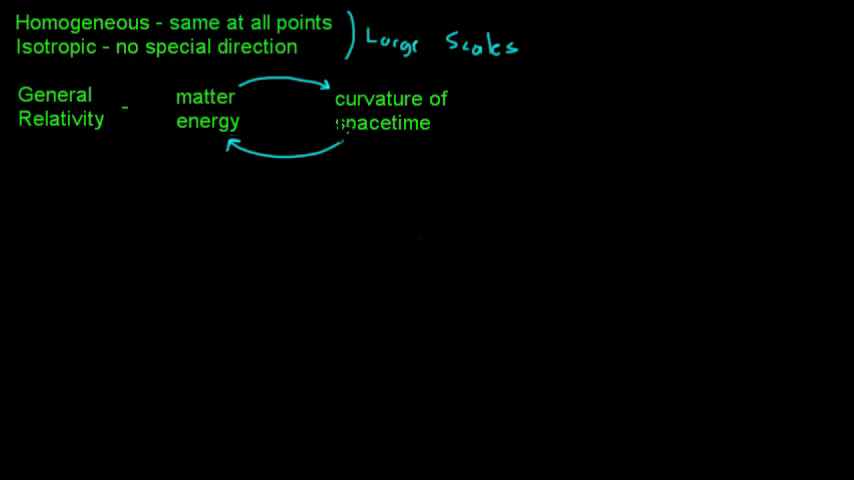 Homogeneous - same at all points
Isotropic - no special direction
Large Scales
General Relativity -
matter energy
curvature of spacetime